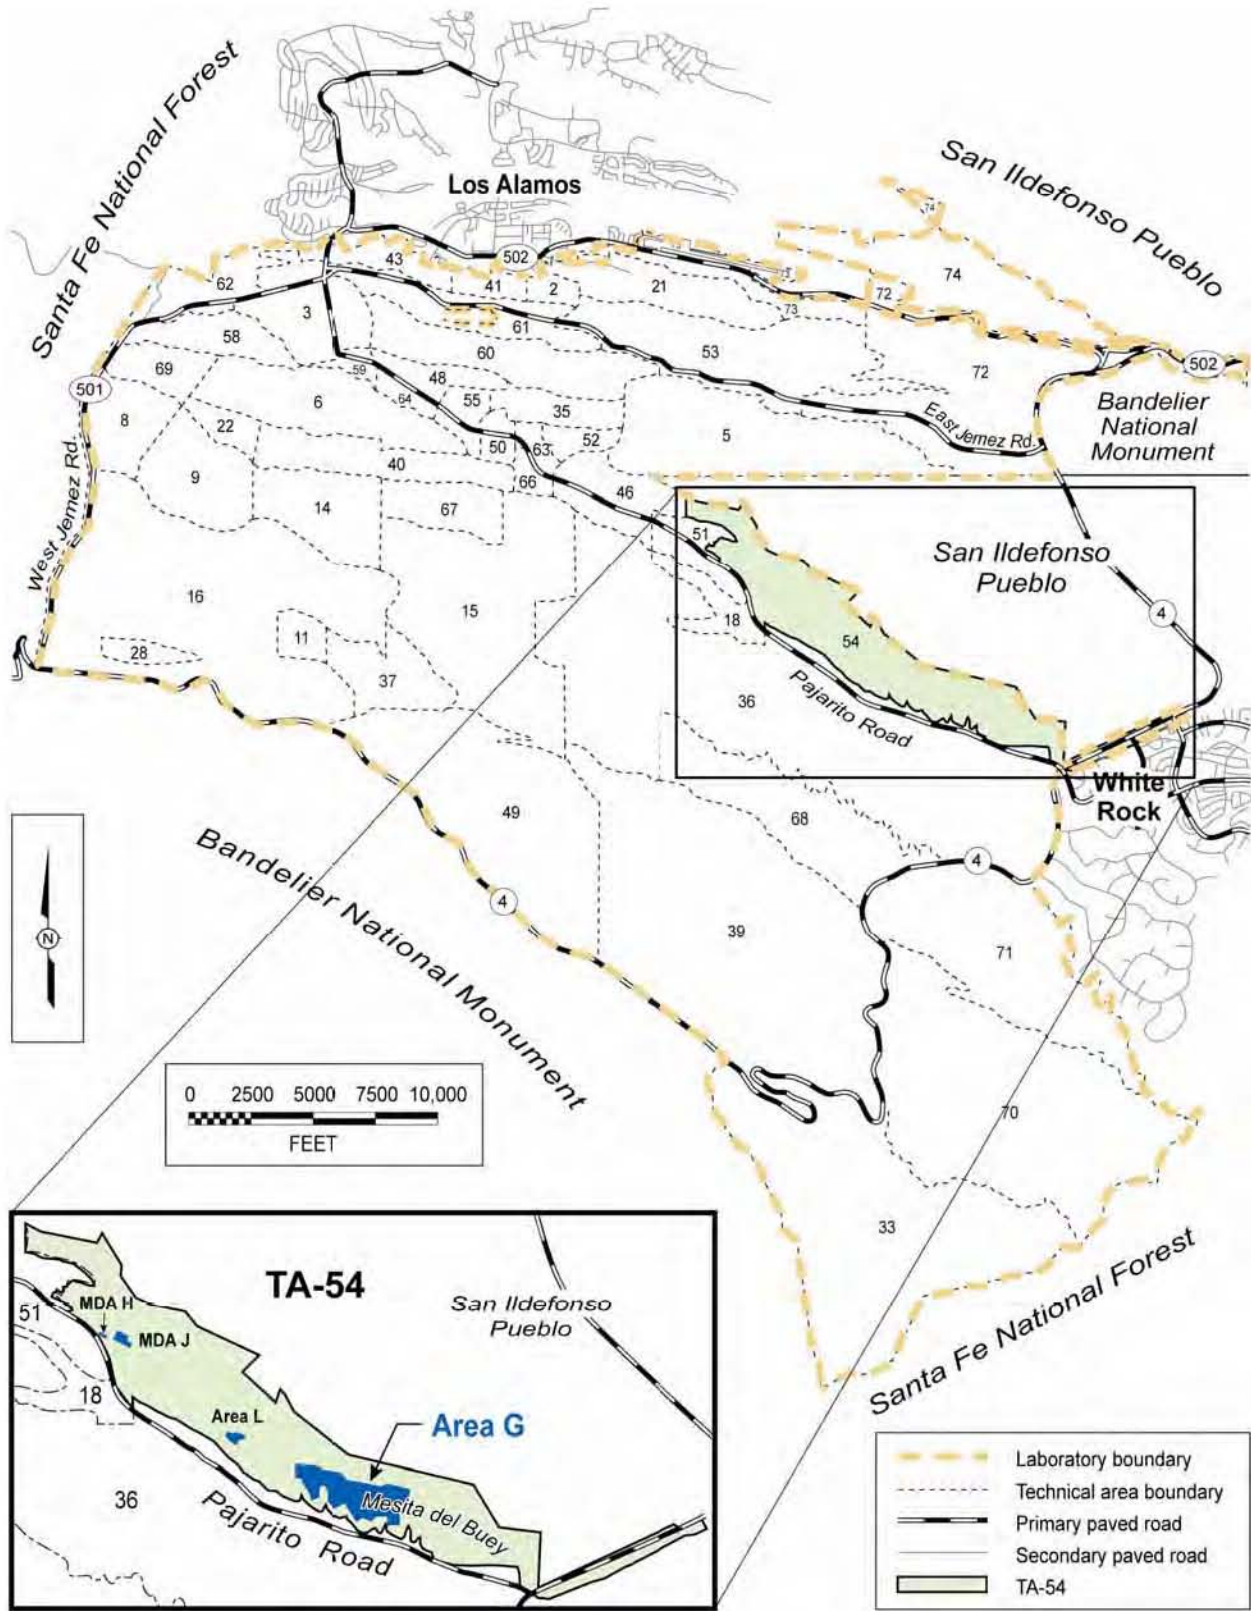 Santa Fe National Forest
Los Alamos
San Ildefonso Pueblo
74
502
43
74
62
41
2
21
72
73
3
61
53
58
60
72
502
59
48
69
501
64
55
6
35
Bandelier
National
Monument
8
22
East Jemez Rd.
5
52
50
63
40
9
66
46
14
67
51
West Jemez Rd.
San Ildefonso
Pueblo
16
15
4
18
11
54
28
37
Pajarito Road
36
White
Rock
49
68
Bandelier National Monument
4
4
39
N
71
0 2500 5000 7500 10,000
FEET
70
33
Santa Fe National Forest
TA-54
MDA H
San Ildefonso
Pueblo
51
MDA J
18
Area L
Area G
Mesita del Buey
36
Pajarito Road
Laboratory boundary
Technical area boundary
Primary paved road
Secondary paved road
TA-54